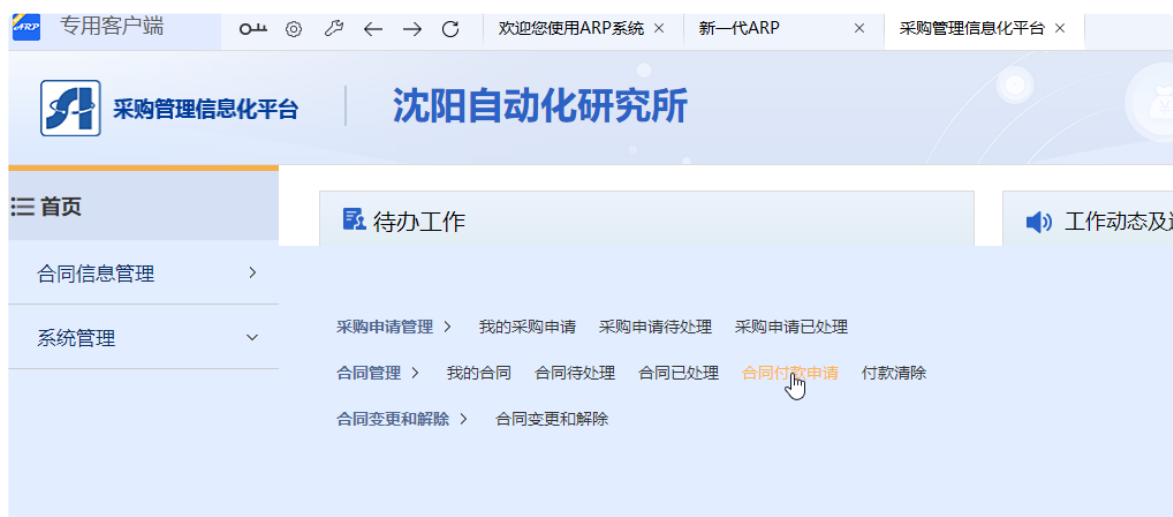 ARP 专用客户端 欢迎您使用ARP系统 新一代ARP 采购管理信息化平台
采购管理信息化平台 沈阳自动化研究所
首页
待办工作
工作动态及
合同信息管理
系统管理
采购申请管理 我的采购申请 采购申请待处理 采购申请已处理
合同管理 我的合同 合同待处理 合同已处理 合同付款申请 付款清除
合同变更和解除 合同变更和解除